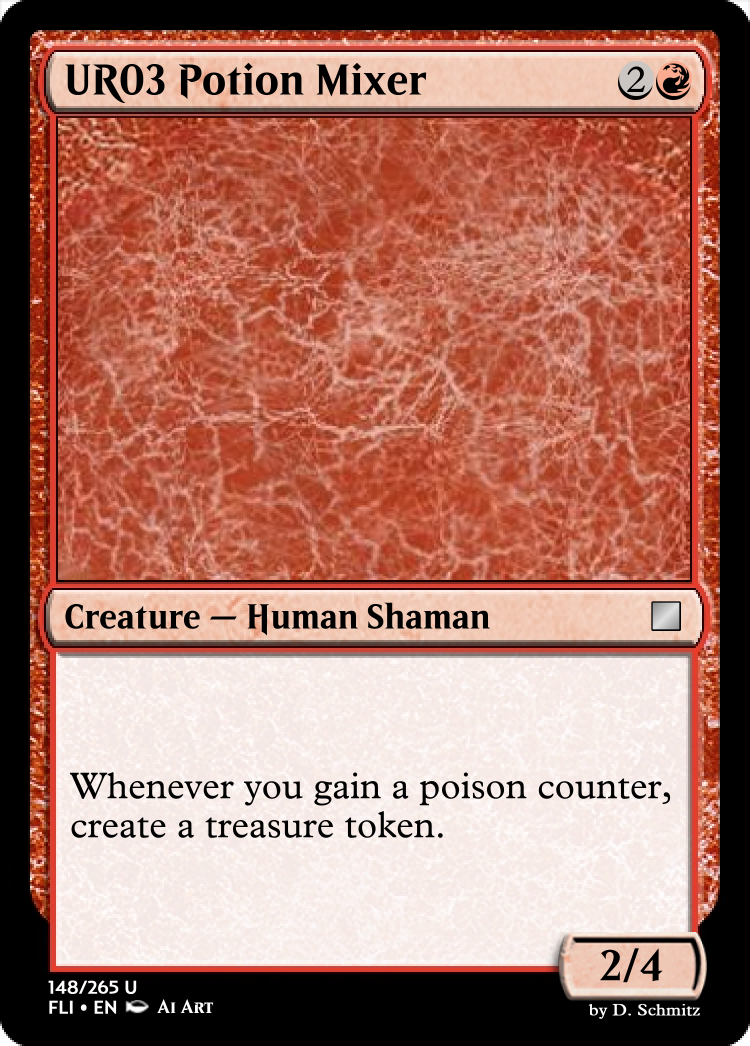 UR03 Potion Mixer 2
Creature — Human Shaman
Whenever you gain a poison counter,
create a treasure token.
2/4
148/265 U
FLI • EN AI ART
by D. Schmitz